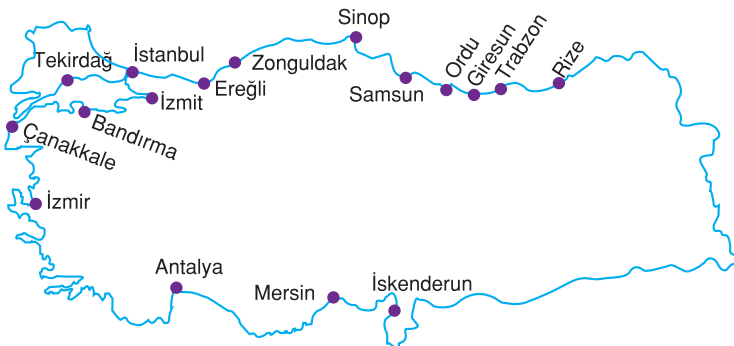 Sinop
İstanbul
Tekirdağ
Zonguldak
Ereğli
Ordu
Giresun
Trabzon
Rize
Samsun
İzmit
Bandırma
Çanakkale
İzmir
Antalya
Mersin
İskenderun